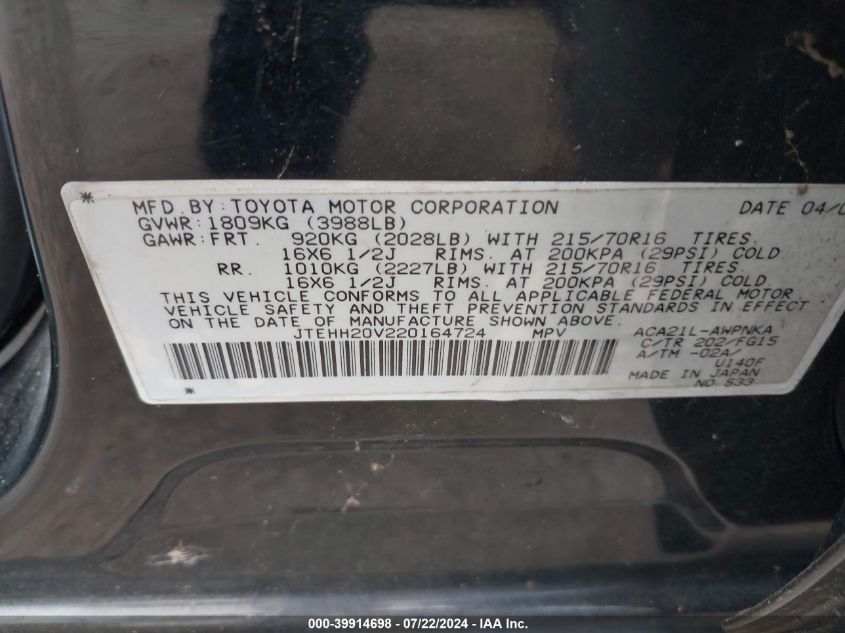 * MFD.BY:TOYOTA MOTOR CORPORATION DATE 04/0
GVWR:1809KG (3988LB)
GAWR:FRT. 920KG (2028LB) WITH 215/70R16 TIRES.
16X6 1/2J RIMS. AT 200KPA (29PSI) COLD
RR. 1010KG (2227LB) WITH 215/70R16 TIRES.
16X6 1/2J RIMS. AT 200KPA (29PSI) COLD
THIS VEHICLE CONFORMS TO ALL APPLICABLE FEDERAL MOTOR
VEHICLE SAFETY AND THEFT PREVENTION STANDARDS IN EFFECT
ON THE DATE OF MANUFACTURE SHOWN ABOVE.
JTEHH20V220164724 MPV ACA21L-AWPNKA
C/TR 202/FG15
A/TM -02A/
U140F
MADE IN JAPAN
* NO.533
000-39914698 - 07/22/2024 - IAA Inc.